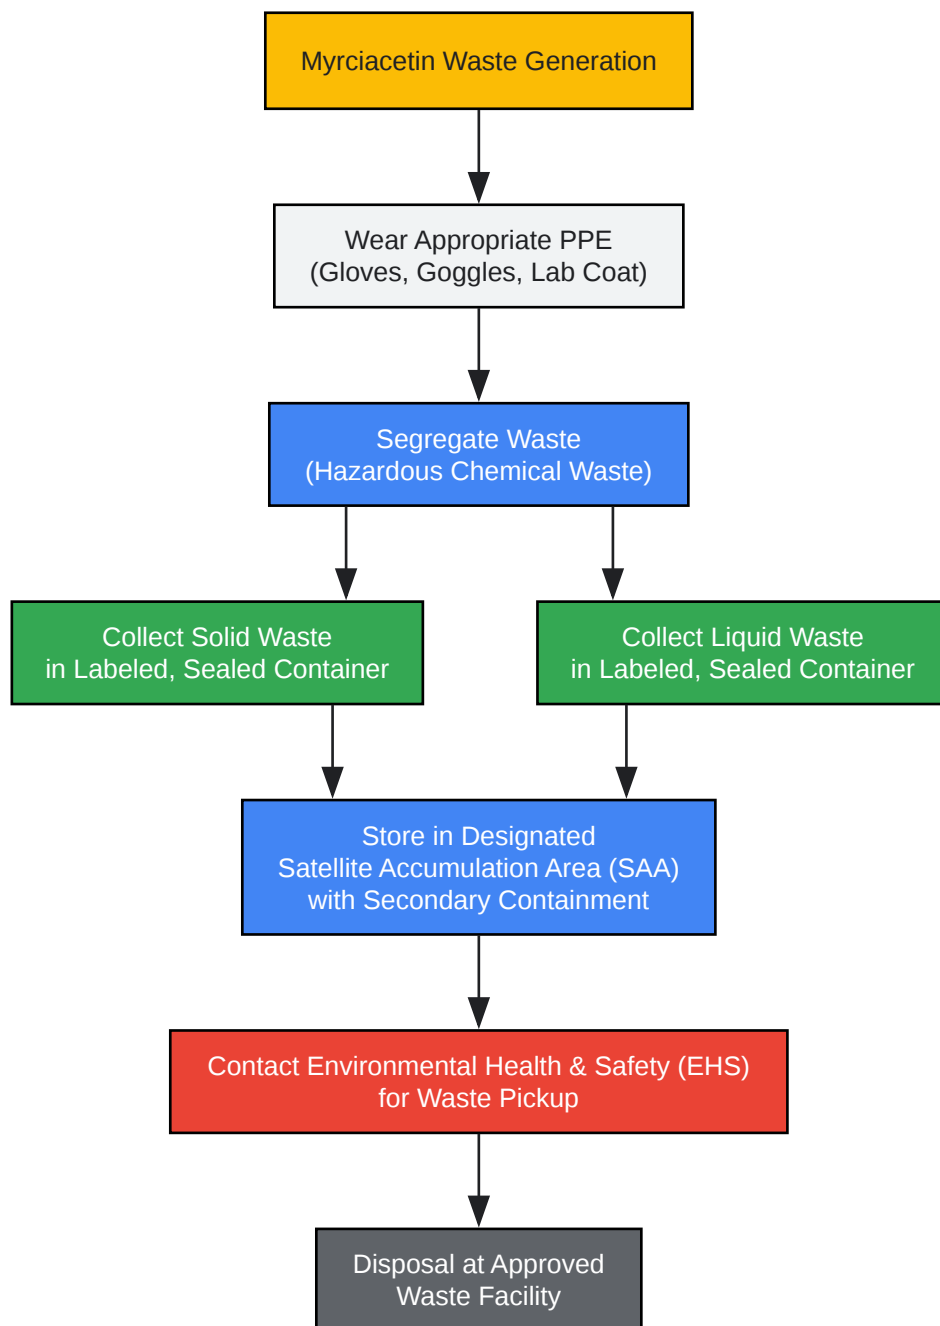 Myrciacetin Waste Generation
Wear Appropriate PPE
(Gloves, Goggles, Lab Coat)
Segregate Waste
(Hazardous Chemical Waste)
Collect Solid Waste
in Labeled, Sealed Container
Collect Liquid Waste
in Labeled, Sealed Container
Store in Designated
Satellite Accumulation Area (SAA)
with Secondary Containment
Contact Environmental Health & Safety (EHS)
for Waste Pickup
Disposal at Approved
Waste Facility